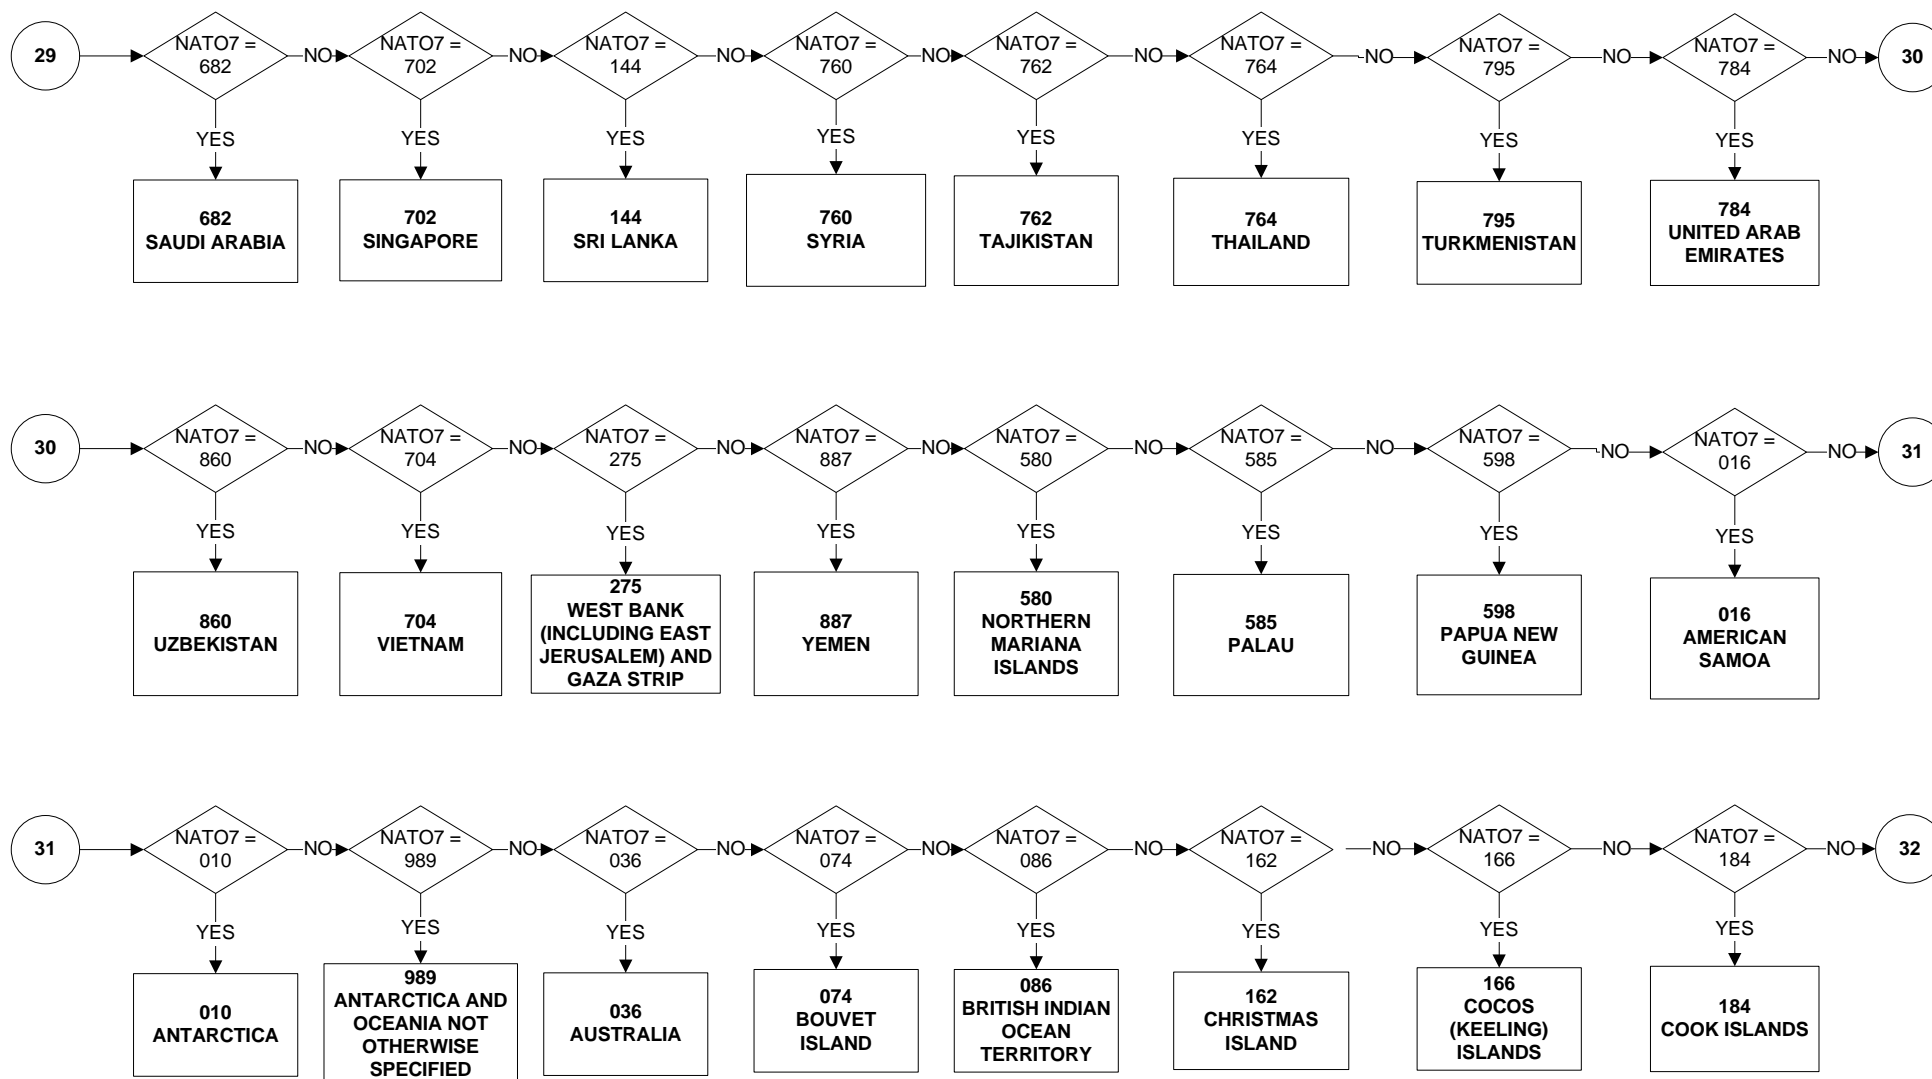 29
NATO7 =
682
NO
NATO7 =
702
NO
NATO7 =
144
NO
NATO7 =
760
NO
NATO7 =
762
NO
NATO7 =
764
NO
NATO7 =
795
NO
NATO7 =
784
NO
30
YES
YES
YES
YES
YES
YES
YES
YES
682
SAUDI ARABIA
702
SINGAPORE
144
SRI LANKA
760
SYRIA
762
TAJIKISTAN
764
THAILAND
795
TURKMENISTAN
784
UNITED ARAB
EMIRATES
30
NATO7 =
860
NO
NATO7 =
704
NO
NATO7 =
275
NO
NATO7 =
887
NO
NATO7 =
580
NO
NATO7 =
585
NO
NATO7 =
598
NO
NATO7 =
016
NO
31
YES
YES
YES
YES
YES
YES
YES
YES
860
UZBEKISTAN
704
VIETNAM
275
WEST BANK
(INCLUDING EAST
JERUSALEM) AND
GAZA STRIP
887
YEMEN
580
NORTHERN
MARIANA
ISLANDS
585
PALAU
598
PAPUA NEW
GUINEA
016
AMERICAN
SAMOA
31
NATO7 =
010
NO
NATO7 =
989
NO
NATO7 =
036
NO
NATO7 =
074
NO
NATO7 =
086
NO
NATO7 =
162
NO
NATO7 =
166
NO
NATO7 =
184
NO
32
YES
YES
YES
YES
YES
YES
YES
YES
010
ANTARCTICA
989
ANTARCTICA AND
OCEANIA NOT
OTHERWISE
SPECIFIED
036
AUSTRALIA
074
BOUVET
ISLAND
086
BRITISH INDIAN
OCEAN
TERRITORY
162
CHRISTMAS
ISLAND
166
COCOS
(KEELING)
ISLANDS
184
COOK ISLANDS